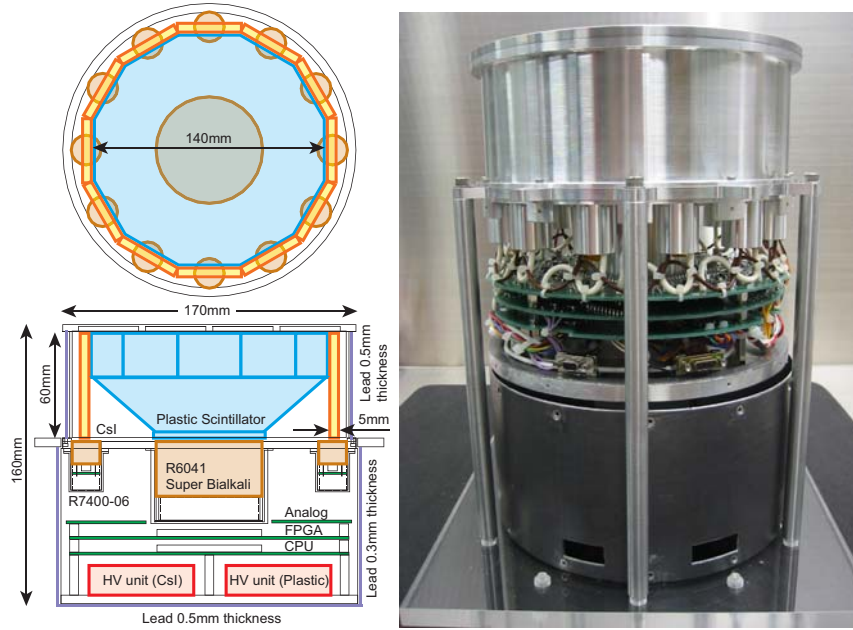 140mm
170mm
60mm
160mm
Lead 0.5mm
thickness
Plastic Scintillator
CsI
5mm
R6041
Super Bialkali
R7400-06
Analog
FPGA
CPU
Lead 0.3mm thickness
HV unit (CsI)
HV unit (Plastic)
Lead 0.5mm thickness